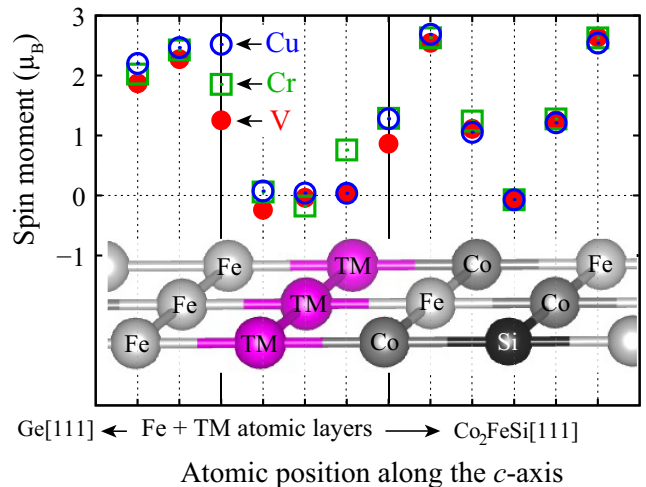 3
2
1
0
−1
Spin moment (μB)
Cu
Cr
V
Fe TM Co Fe
Fe TM Fe Co
Fe TM Co Si
Ge[111] Fe + TM atomic layers Co2FeSi[111]
Atomic position along the c-axis